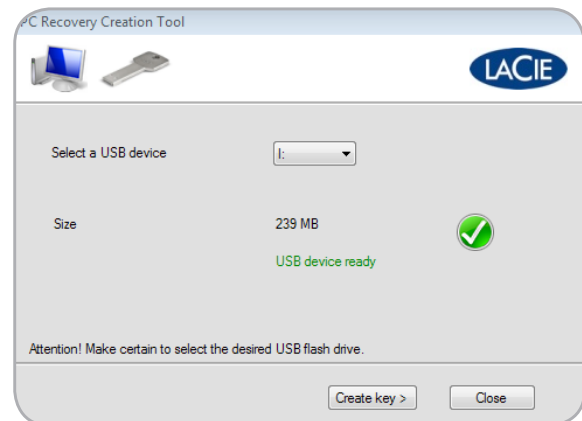 PC Recovery Creation Tool
LACIE
Select a USB device
I:
Size
239 MB
USB device ready
Attention! Make certain to select the desired USB flash drive.
Create key >
Close